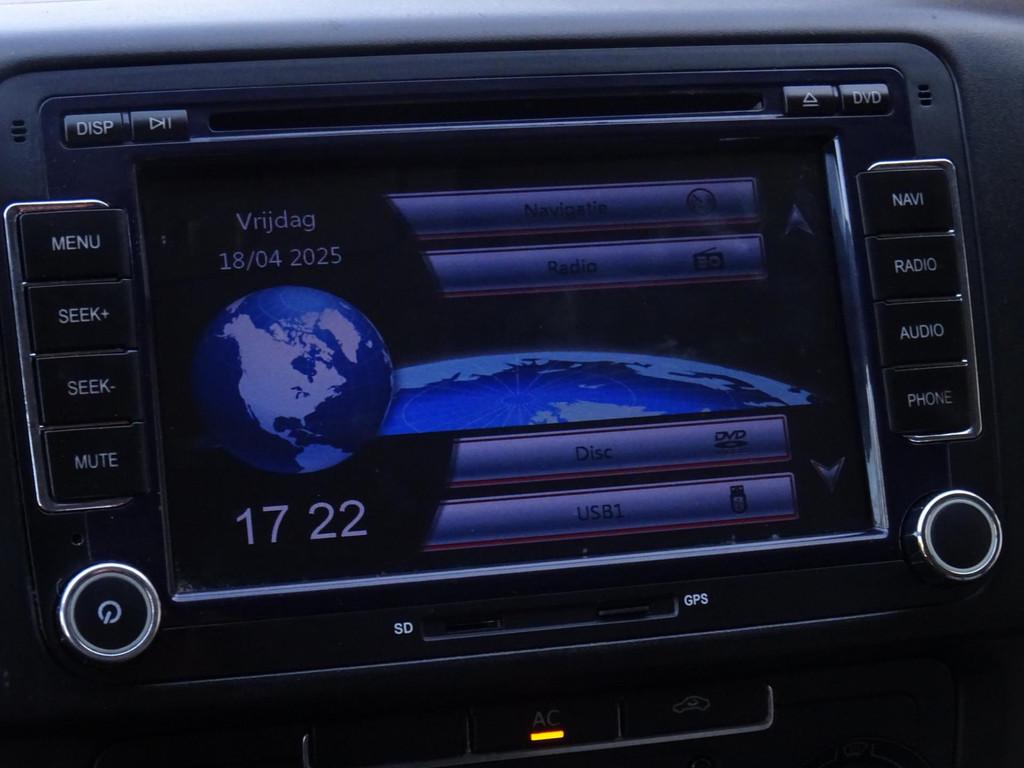 DISP
DVD
MENU
SEEK+
SEEK-
MUTE
Vrijdag
18/04 2025
17 22
Navigatie
Radio
Disc
DVD
USB1
NAVI
RADIO
AUDIO
PHONE
SD
GPS
AC